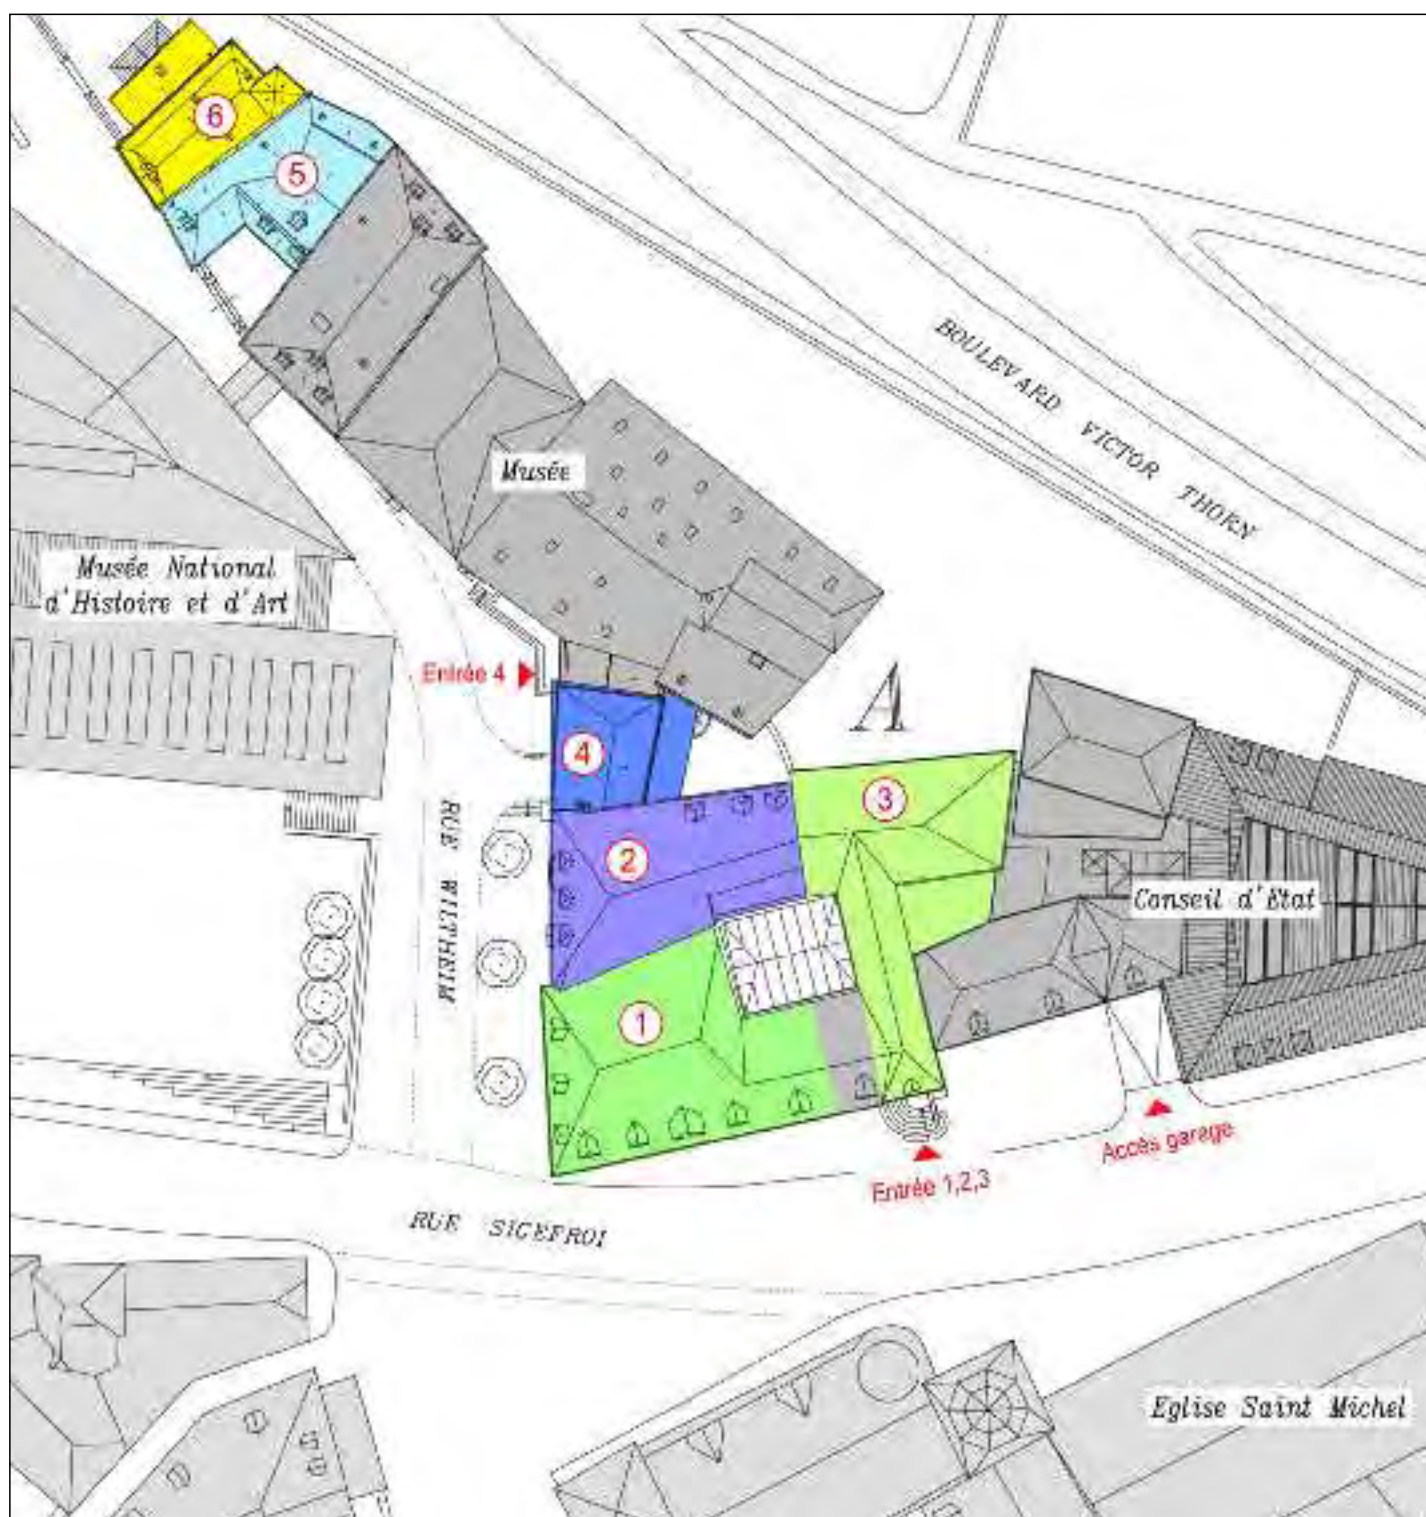 6
5
BOULEVARD VICTOR THORN
Musée
Musée National
d'Histoire et d'Art
Entrée 4
A
4
3
2
RUE WILTHEIM
Conseil d'Etat
1
Accès garage
Entrée 1,2,3
RUE SIGEFROI
Eglise Saint Michel